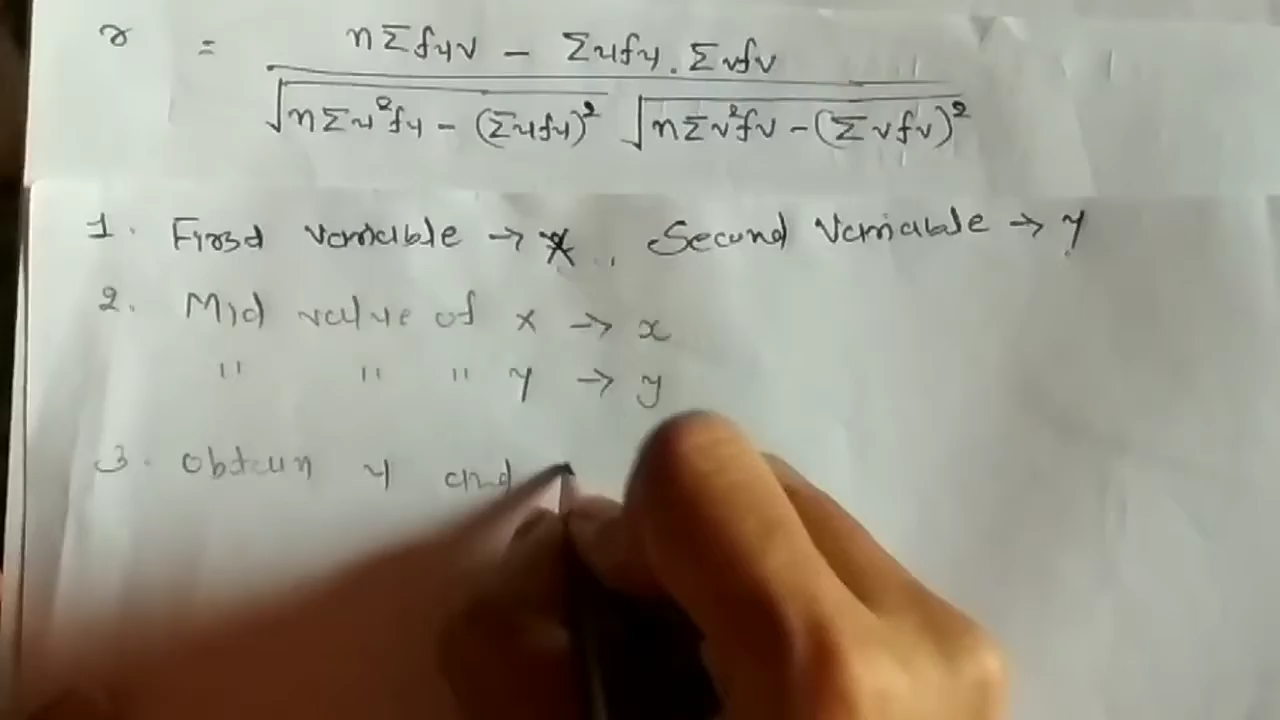 r = nΣfuv - Σufu . Σvfv
√nΣu²fu - (Σufu)² √nΣv²fv - (Σvfv)²
1. First variable → X , Second variable → Y
2. Mid value of X → x
" " " Y → y
3. Obtain u and